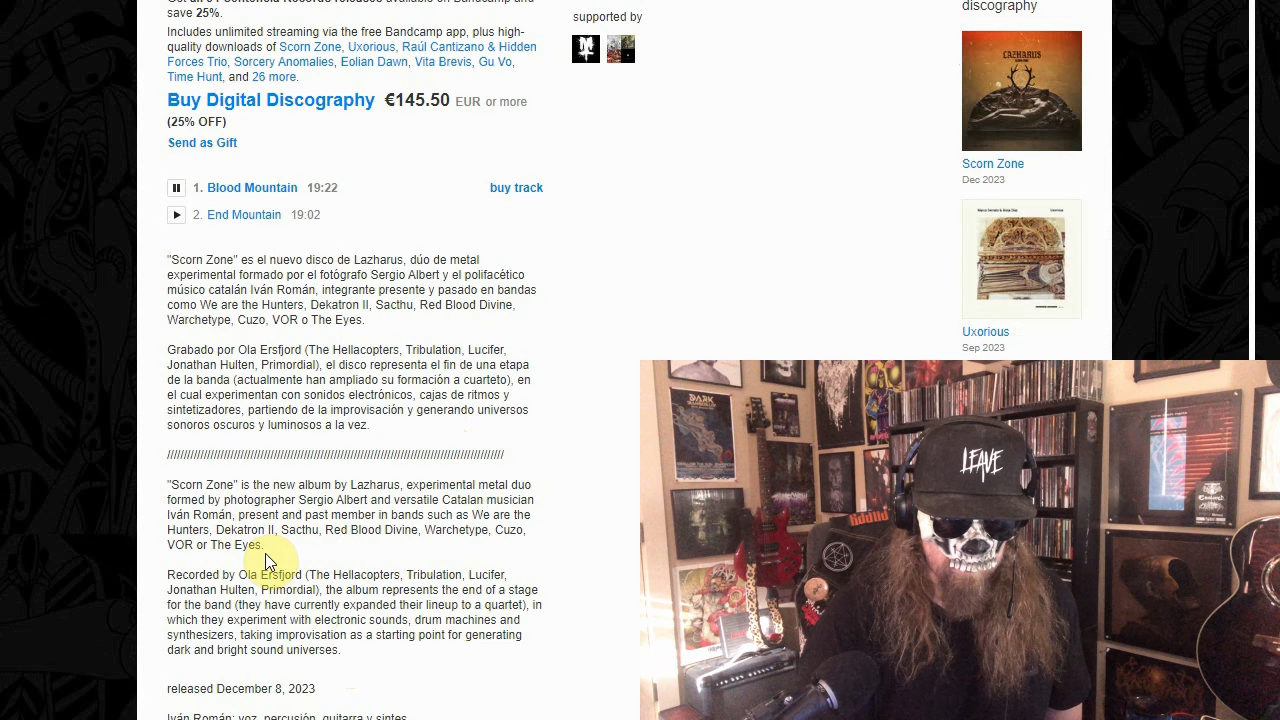 save 25%.
Includes unlimited streaming via the free Bandcamp app, plus high-
quality downloads of Scorn Zone, Uxorious, Raúl Cantizano & Hidden
Forces Trio, Sorcery Anomalies, Eolian Dawn, Vita Brevis, Gu Vo,
Time Hunt, and 26 more.
Buy Digital Discography €145.50 EUR or more
(25% OFF)
Send as Gift
1. Blood Mountain 19:22 buy track
2. End Mountain 19:02
"Scorn Zone" es el nuevo disco de Lazharus, dúo de metal
experimental formado por el fotógrafo Sergio Albert y el polifacético
músico catalán Iván Román, integrante presente y pasado en bandas
como We are the Hunters, Dekatron II, Sacthu, Red Blood Divine,
Warchetype, Cuzo, VOR o The Eyes.
Grabado por Ola Ersfjord (The Hellacopters, Tribulation, Lucifer,
Jonathan Hulten, Primordial), el disco representa el fin de una etapa
de la banda (actualmente han ampliado su formación a cuarteto), en
el cual experimentan con sonidos electrónicos, cajas de ritmos y
sintetizadores, partiendo de la improvisación y generando universos
sonoros oscuros y luminosos a la vez.
"Scorn Zone" is the new album by Lazharus, experimental metal duo
formed by photographer Sergio Albert and versatile Catalan musician
Iván Román, present and past member in bands such as We are the
Hunters, Dekatron II, Sacthu, Red Blood Divine, Warchetype, Cuzo,
VOR or The Eyes.
Recorded by Ola Ersfjord (The Hellacopters, Tribulation, Lucifer,
Jonathan Hulten, Primordial), the album represents the end of a stage
for the band (they have currently expanded their lineup to a quartet), in
which they experiment with electronic sounds, drum machines and
synthesizers, taking improvisation as a starting point for generating
dark and bright sound universes.
released December 8, 2023
Iván Román: voz, percusión, guitarra y sintes
supported by
discography
LAZHARUS
Scorn Zone
Dec 2023
Uxorious
Sep 2023
DARK
LEAVE